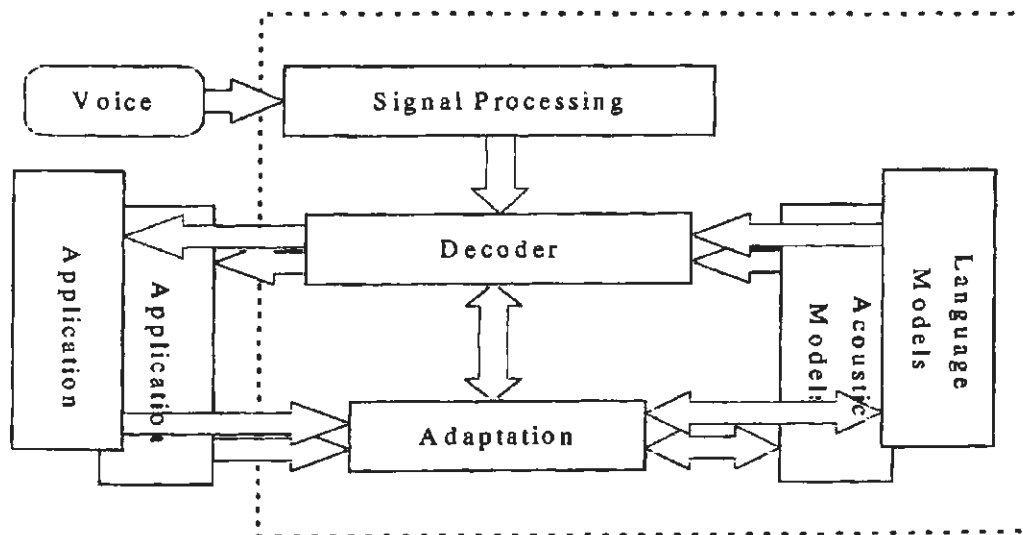 Voice
Signal Processing
Application
Application
Decoder
Language
Models
Acoustic
Models
Adaptation